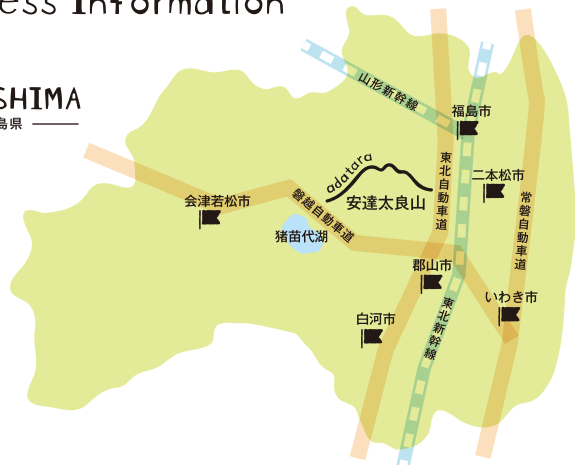 ess Information
SHIMA
島県
山形新幹線
福島市
東北自動車道
二本松市
adatara
安達太良山
常磐自動車道
会津若松市
磐越自動車道
猪苗代湖
郡山市
いわき市
白河市
東北新幹線